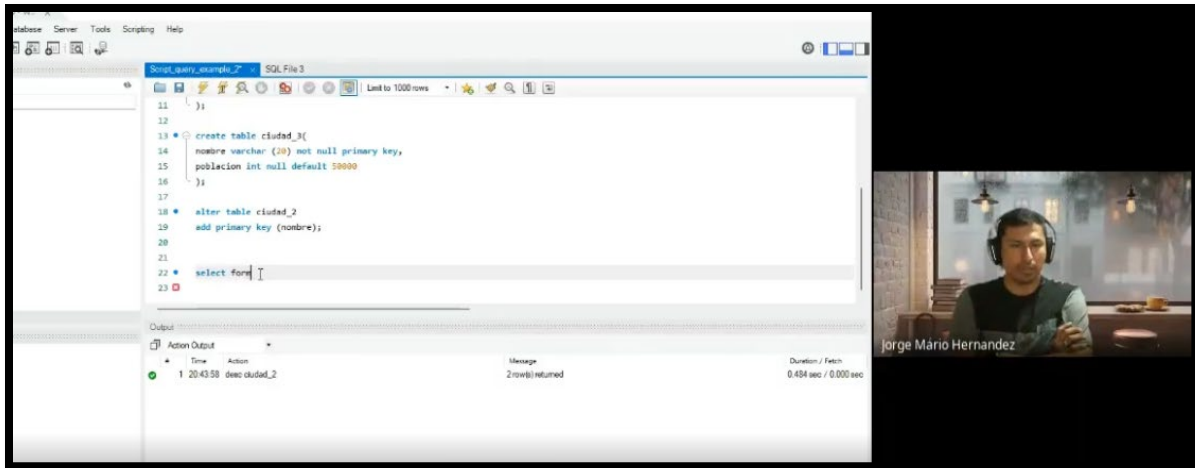 atabase Server Tools Scripting Help
Script_query_example_2* SQL File 3
Limit to 1000 rows
11 );
12
13 create table ciudad_3(
14 nombre varchar (20) not null primary key,
15 poblacion int null default 50000
16 );
17
18 alter table ciudad_2
19 add primary key (nombre);
20
21
22 select form
23
Output
Action Output
# Time Action Message Duration / Fetch
1 20:43:58 desc ciudad_2 2 row(s) returned 0.484 sec / 0.000 sec
Jorge Mario Hernandez